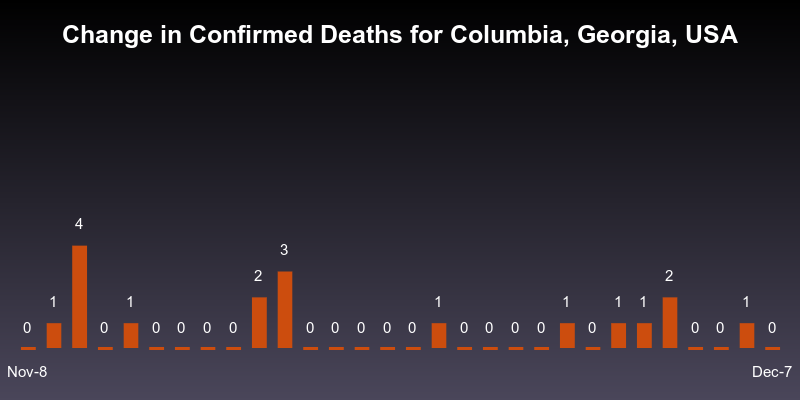 Change in Confirmed Deaths for Columbia, Georgia, USA
4
3
2 2
1 1 1 1 1 1 1
0 0 0 0 0 0 0 0 0 0 0 0 0 0 0 0 0 0 0
Nov-8 Dec-7